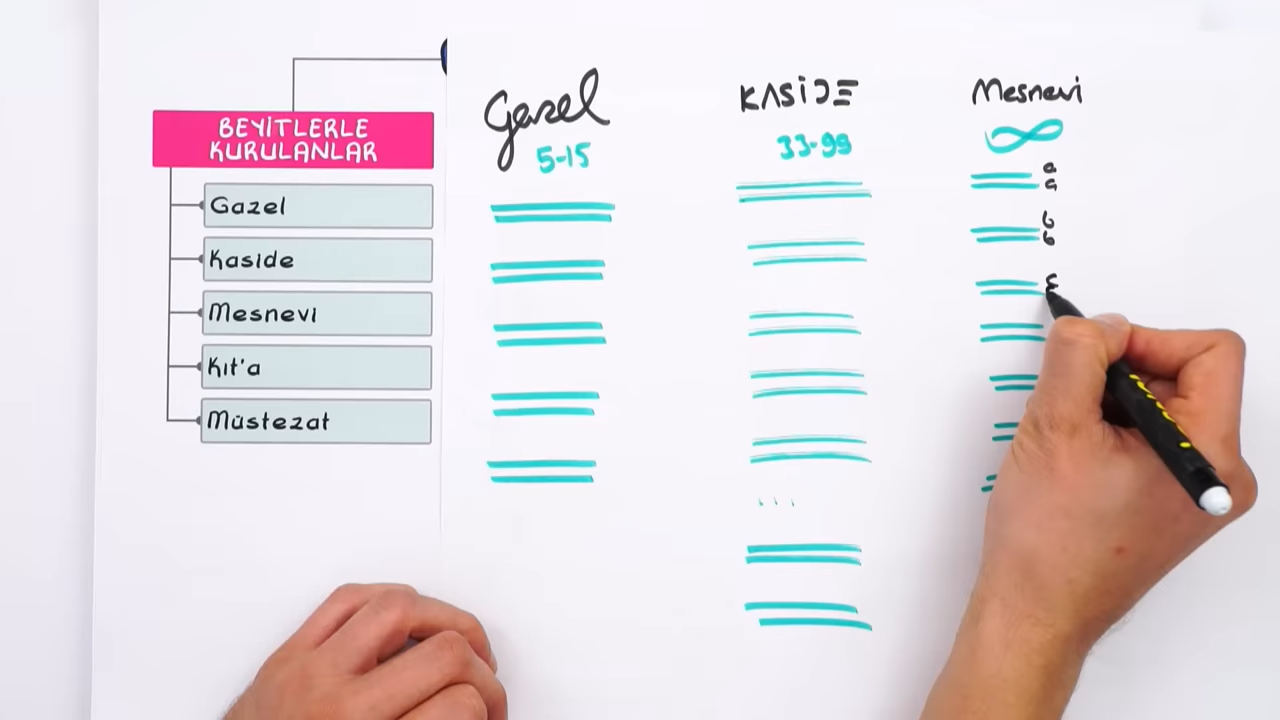 BEYİTLERLE
KURULANLAR
Gazel
Kaside
Mesnevi
Kıt'a
Müstezat
Gazel
5-15
KASİDE
33-99
Mesnevi
∞
a
a
b
b